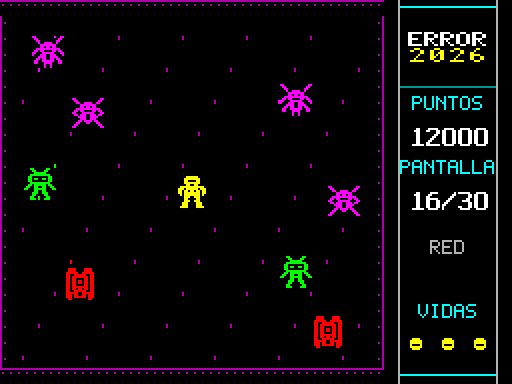 ERROR
2026
PUNTOS
12000
PANTALLA
16/30
RED
VIDAS